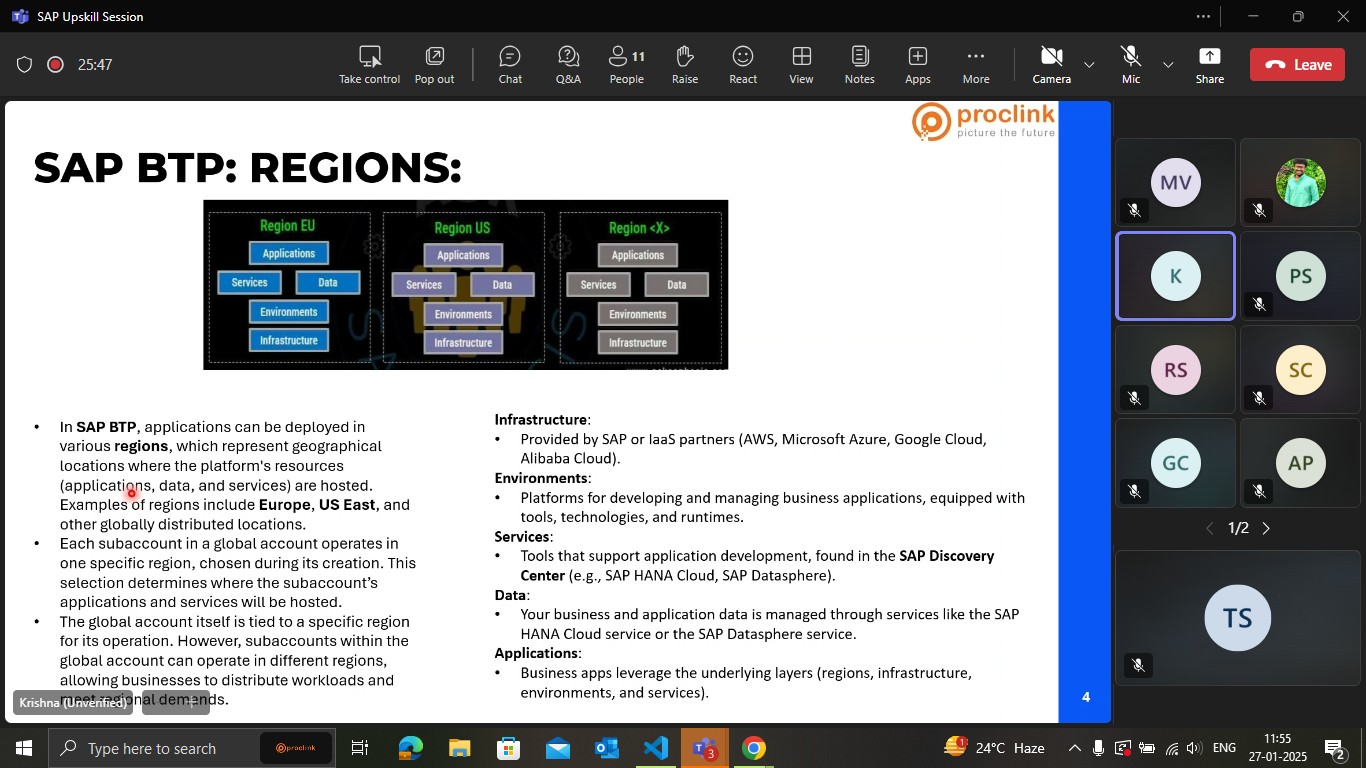 SAP Upskill Session
25:47
Take control
Pop out
Chat
Q&A
11
People
Raise
React
View
Notes
Apps
More
Camera
Mic
Share
Leave
proclink
picture the future
SAP BTP: REGIONS:
Region EU
Applications
Services Data
Environments
Infrastructure
Region US
Applications
Services Data
Environments
Infrastructure
Region <X>
Applications
Services Data
Environments
Infrastructure
• In SAP BTP, applications can be deployed in
various regions, which represent geographical
locations where the platform's resources
(applications, data, and services) are hosted.
Examples of regions include Europe, US East, and
other globally distributed locations.
• Each subaccount in a global account operates in
one specific region, chosen during its creation. This
selection determines where the subaccount’s
applications and services will be hosted.
• The global account itself is tied to a specific region
for its operation. However, subaccounts within the
global account can operate in different regions,
allowing businesses to distribute workloads and
meet regional demands.
Krishna (Unverified)
Infrastructure:
• Provided by SAP or IaaS partners (AWS, Microsoft Azure, Google Cloud,
Alibaba Cloud).
Environments:
• Platforms for developing and managing business applications, equipped with
tools, technologies, and runtimes.
Services:
• Tools that support application development, found in the SAP Discovery
Center (e.g., SAP HANA Cloud, SAP Datasphere).
Data:
• Your business and application data is managed through services like the SAP
HANA Cloud service or the SAP Datasphere service.
Applications:
• Business apps leverage the underlying layers (regions, infrastructure,
environments, and services).
4
MV
K
PS
RS
SC
GC
AP
1/2
TS
Type here to search
proclink
3
1
24°C Haze
ENG
11:55
27-01-2025
2